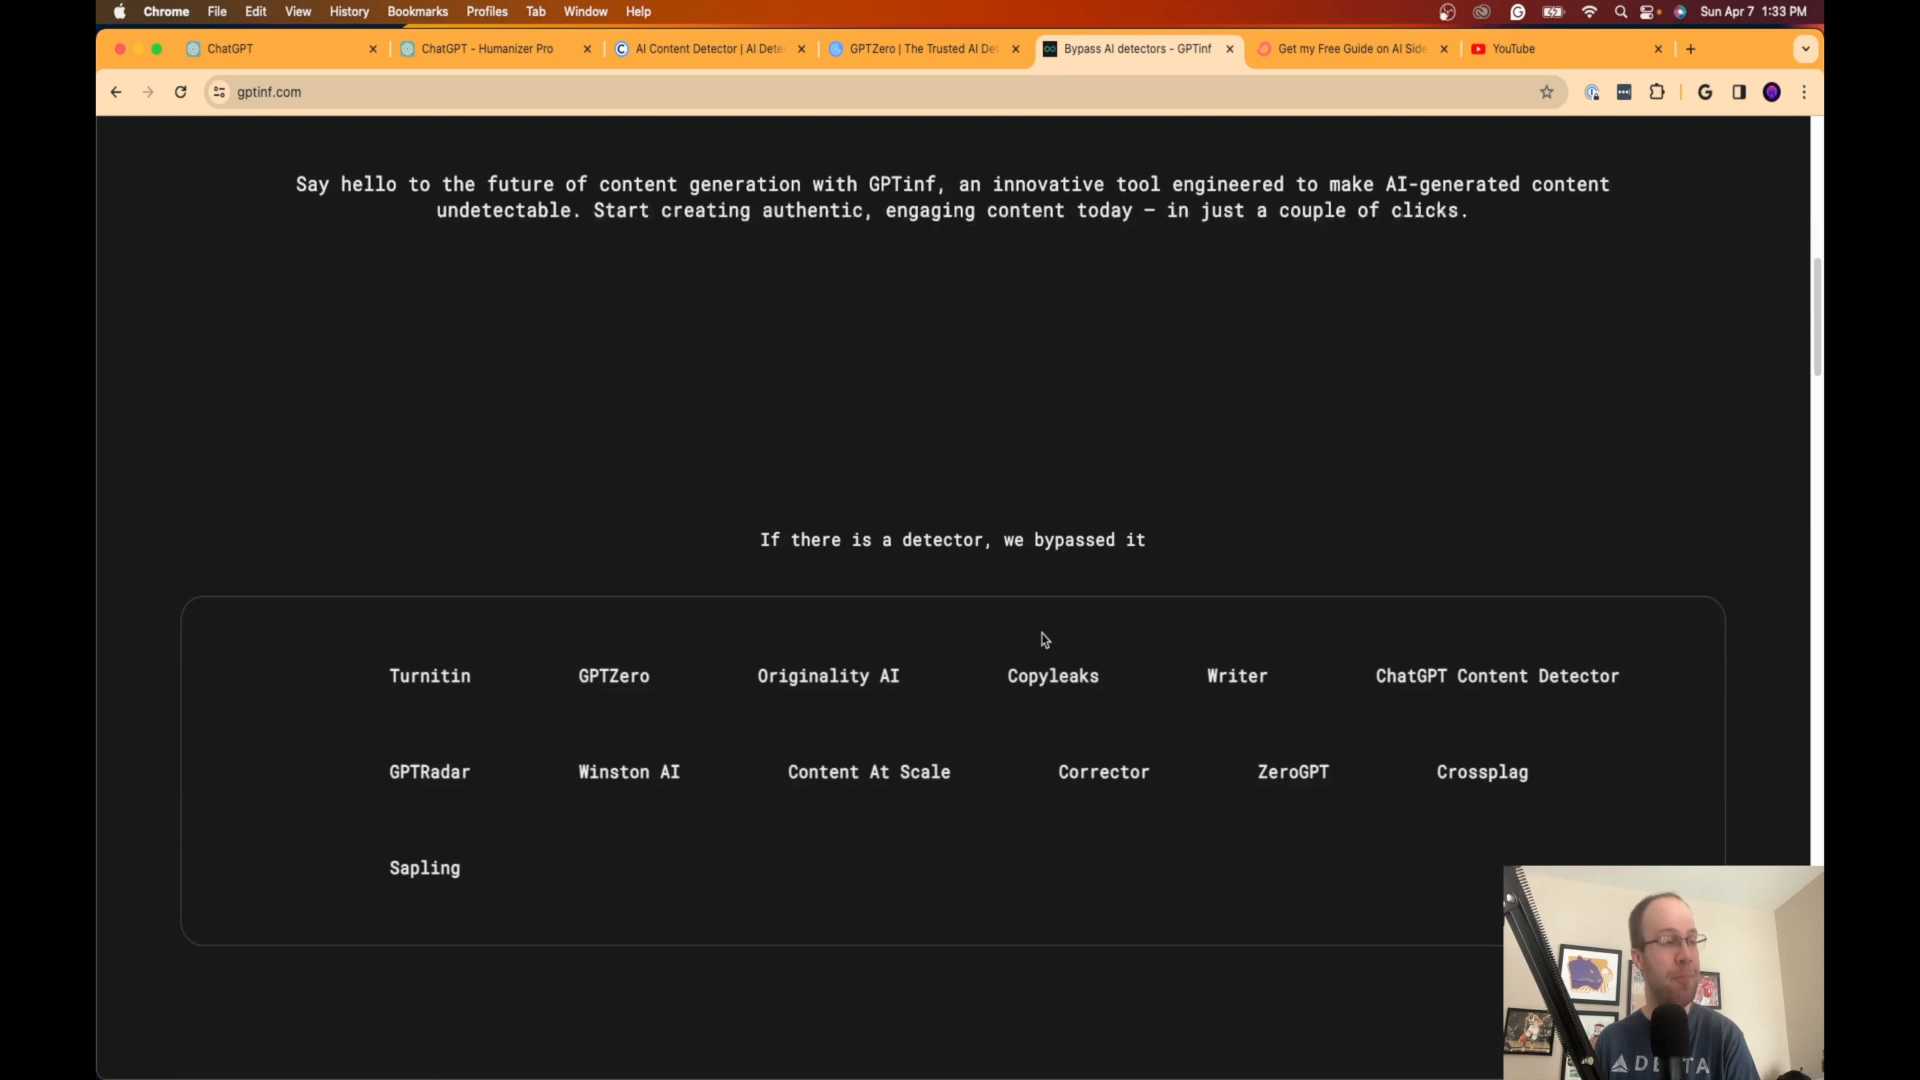 Chrome File Edit View History Bookmarks Profiles Tab Window Help Sun Apr 7 1:33 PM
ChatGPT ChatGPT - Humanizer Pro AI Content Detector | AI Dete GPTZero | The Trusted AI Det Bypass AI detectors - GPTinf Get my Free Guide on AI Side YouTube
gptinf.com
Say hello to the future of content generation with GPTinf, an innovative tool engineered to make AI-generated content
undetectable. Start creating authentic, engaging content today – in just a couple of clicks.
If there is a detector, we bypassed it
Turnitin GPTZero Originality AI Copyleaks Writer ChatGPT Content Detector
GPTRadar Winston AI Content At Scale Corrector ZeroGPT Crossplag
Sapling
DELTA